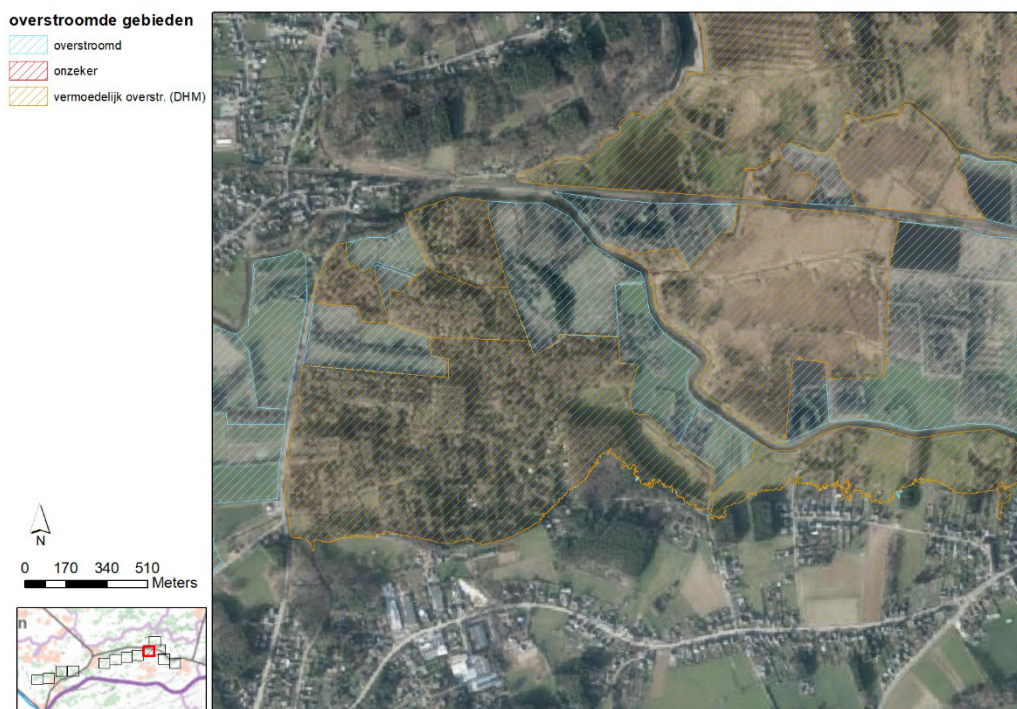 overstroomde gebieden
overstroomd
onzeker
vermoedelijk overstr. (DHM)
N
0 170 340 510
Meters
n